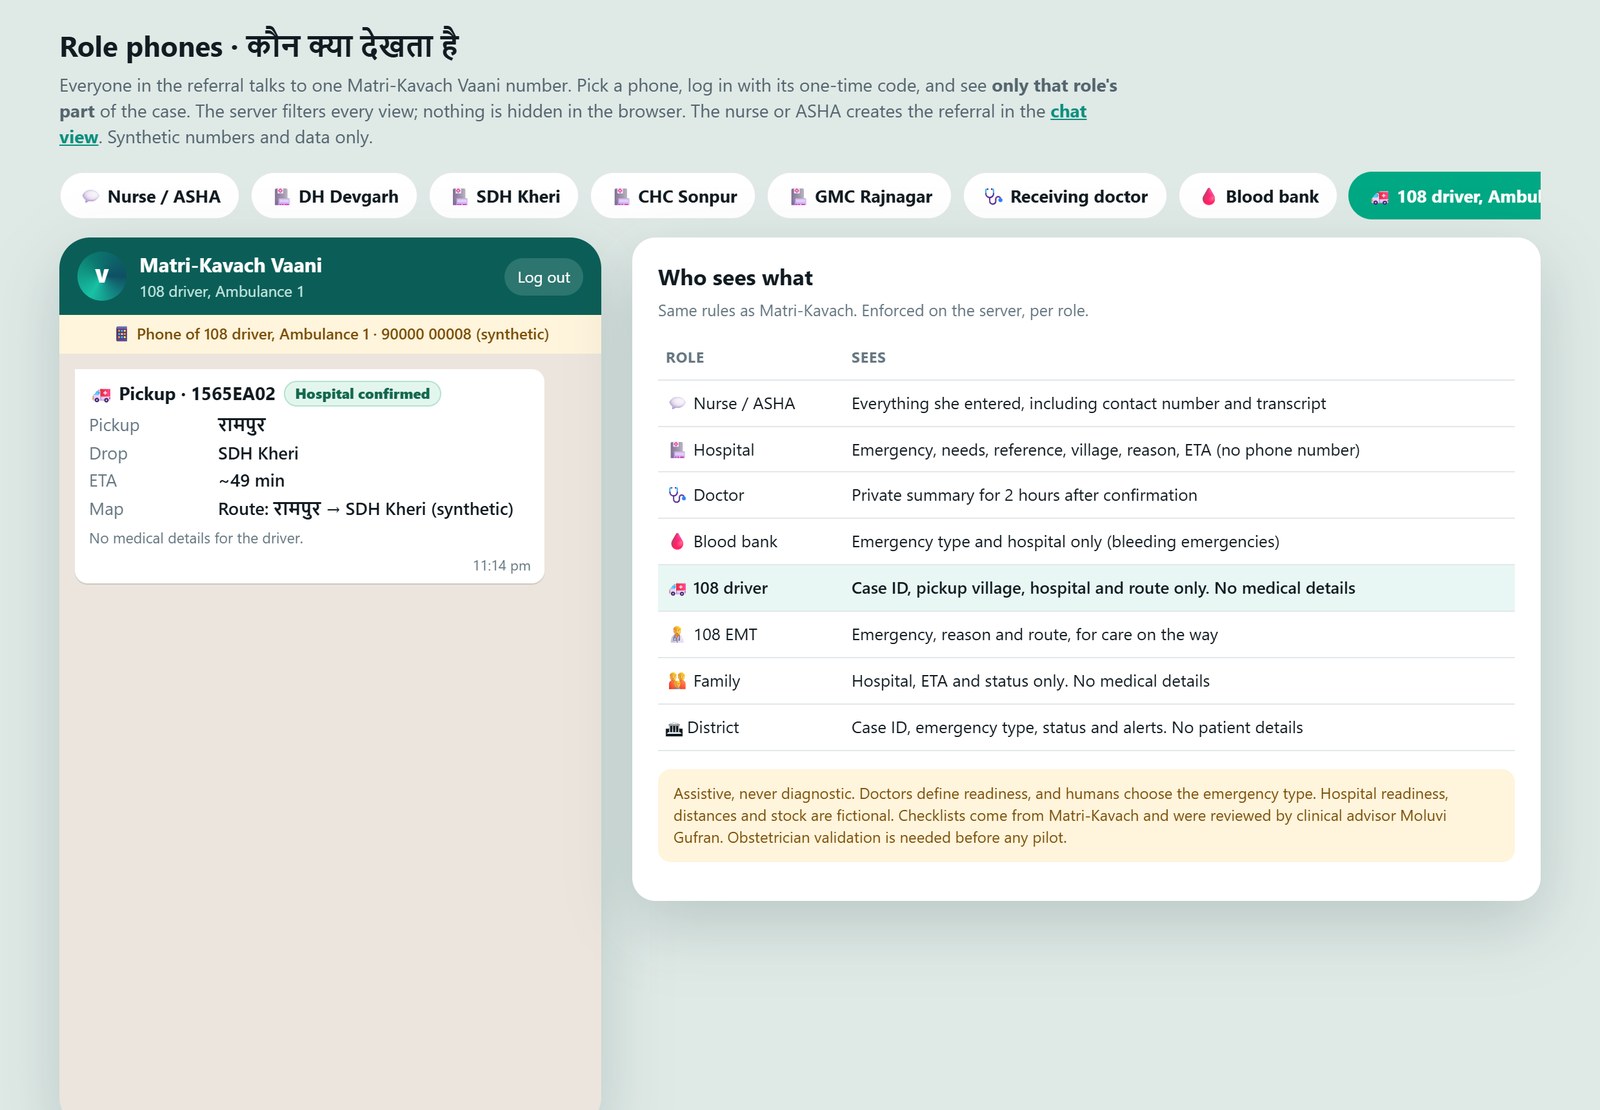 Role phones · कौन क्या देखता है
Everyone in the referral talks to one Matri-Kavach Vaani number. Pick a phone, log in with its one-time code, and see only that role's
part of the case. The server filters every view; nothing is hidden in the browser. The nurse or ASHA creates the referral in the chat
view. Synthetic numbers and data only.
Nurse / ASHA
DH Devgarh
SDH Kheri
CHC Sonpur
GMC Rajnagar
Receiving doctor
Blood bank
108 driver,
V
Matri-Kavach Vaani
108 driver, Ambulance 1
Log out
Phone of 108 driver, Ambulance 1 · 90000 00008 (synthetic)
Pickup · 1565EA02 Hospital confirmed
Pickup रामपुर
Drop SDH Kheri
ETA ~49 min
Map Route: रामपुर → SDH Kheri (synthetic)
No medical details for the driver.
11:14 pm
Who sees what
Same rules as Matri-Kavach. Enforced on the server, per role.
ROLE SEES
Nurse / ASHA Everything she entered, including contact number and transcript
Hospital Emergency, needs, reference, village, reason, ETA (no phone number)
Doctor Private summary for 2 hours after confirmation
Blood bank Emergency type and hospital only (bleeding emergencies)
108 driver Case ID, pickup village, hospital and route only. No medical details
108 EMT Emergency, reason and route, for care on the way
Family Hospital, ETA and status only. No medical details
District Case ID, emergency type, status and alerts. No patient details
Assistive, never diagnostic. Doctors define readiness, and humans choose the emergency type. Hospital readiness,
distances and stock are fictional. Checklists come from Matri-Kavach and were reviewed by clinical advisor Moluvi
Gufran. Obstetrician validation is needed before any pilot.